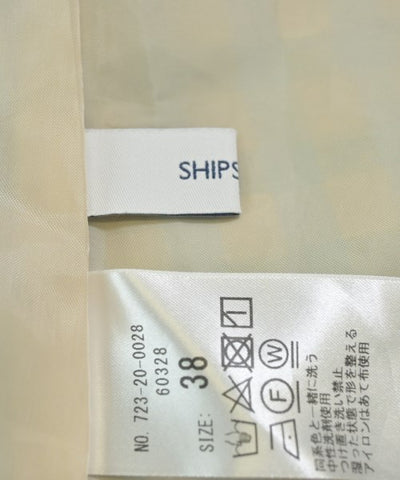 SHIPS
NO. 723-20-0028
60328
SIZE: 38
同系色と一緒に洗う
中性洗剤使用
つけ置き洗い禁止
湿った状態で形を整える
アイロンはあて布使用